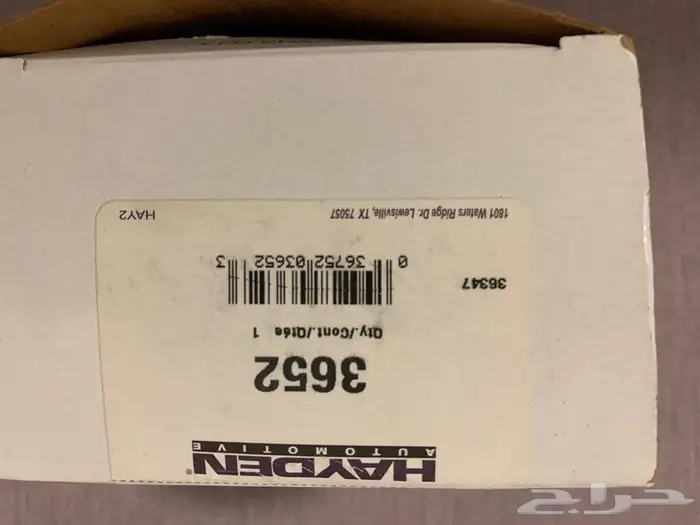 HAYDEN®
AUTOMOTIVE
3652
Qty./Cont./Qtéa 1
36347
0 36752 03652 3
1801 Waters Ridge Dr. Lewisville, TX 75057
HAY2
حراج